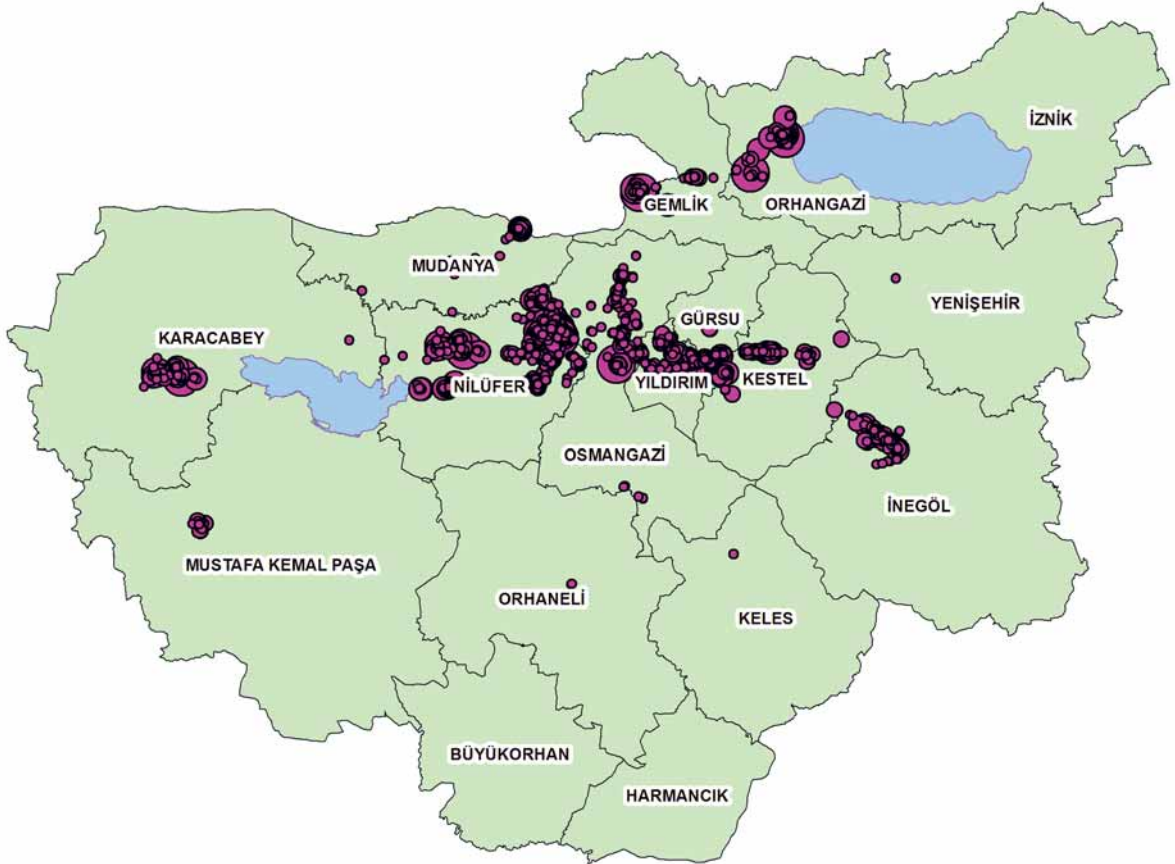 İZNİK
GEMLİK
ORHANGAZİ
MUDANYA
YENİŞEHİR
GÜRSU
KARACABEY
NİLÜFER
YILDIRIM
KESTEL
OSMANGAZİ
İNEGÖL
MUSTAFA KEMAL PAŞA
ORHANELİ
KELES
BÜYÜKORHAN
HARMANCIK